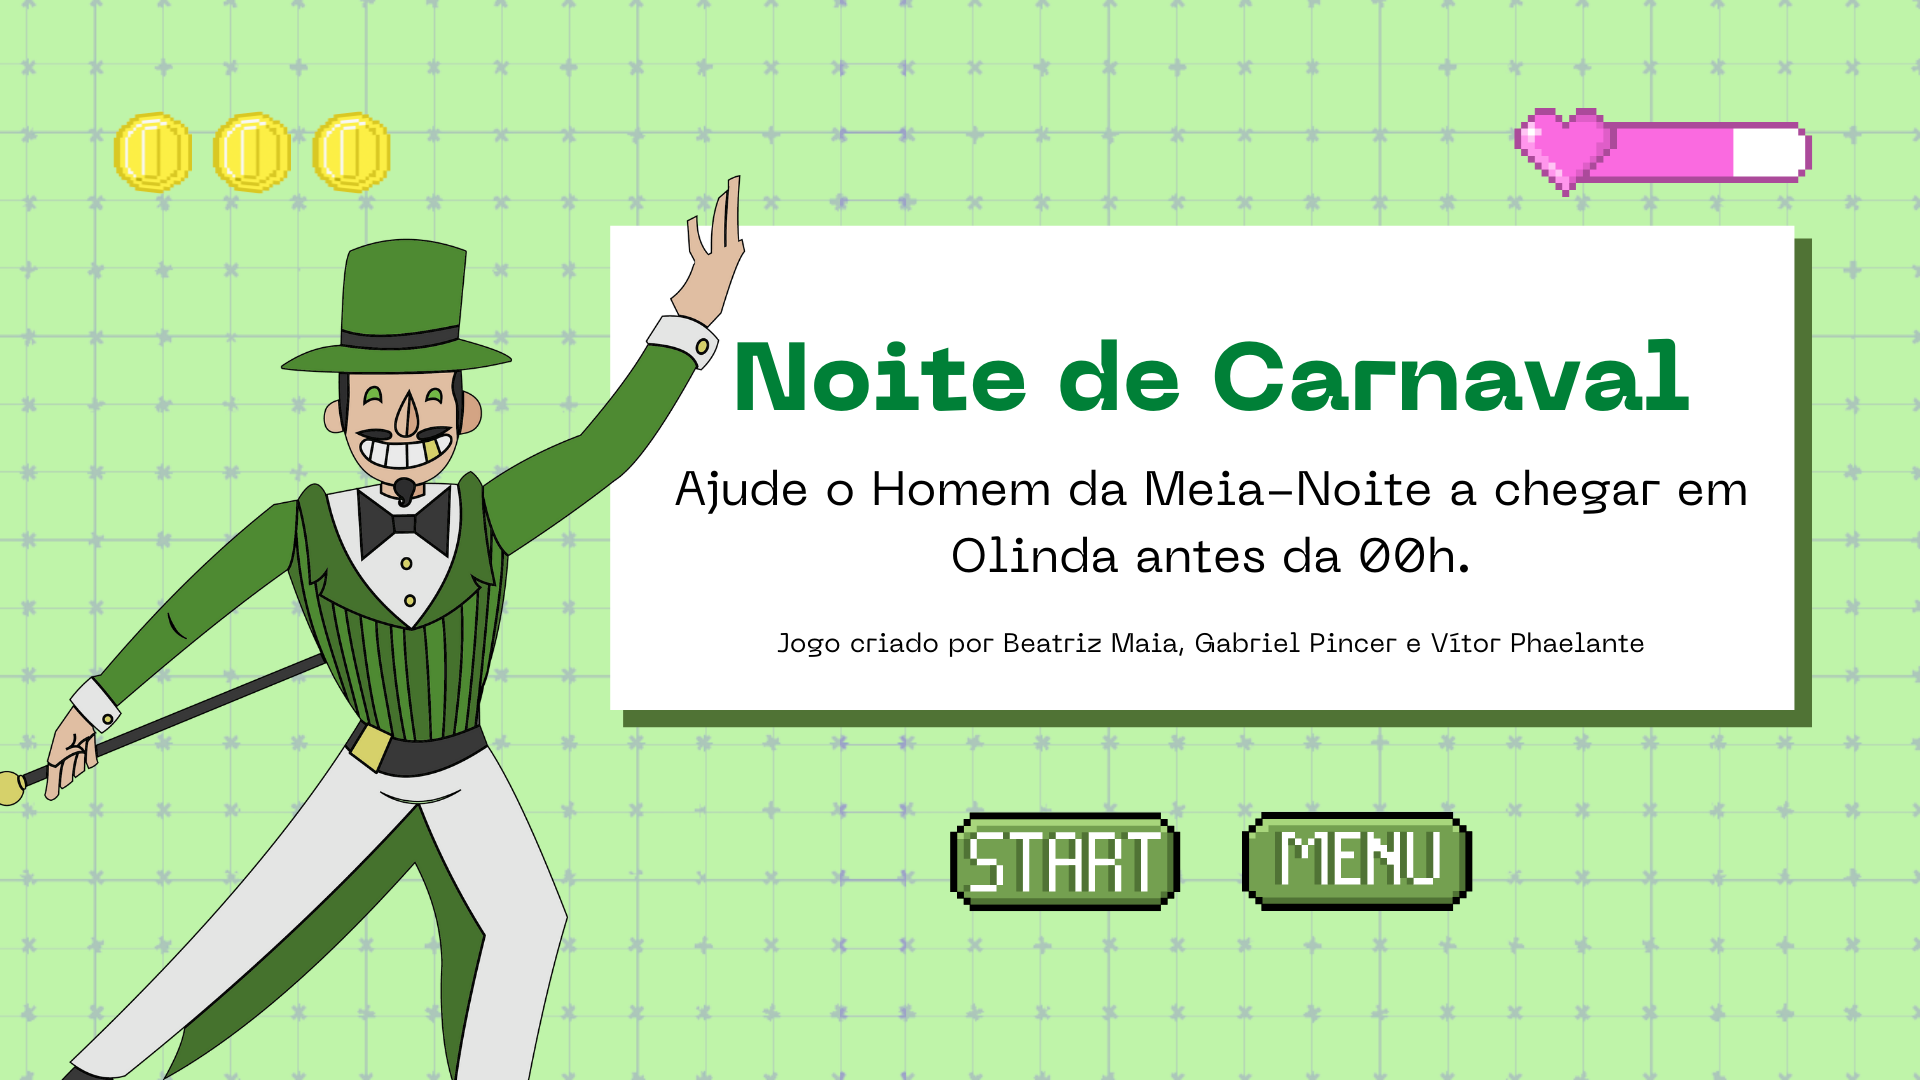 Noite de Carnaval
Ajude o Homem da Meia-Noite a chegar em
Olinda antes da 00h.
Jogo criado por Beatriz Maia, Gabriel Pincer e Vítor Phaelante
START MENU